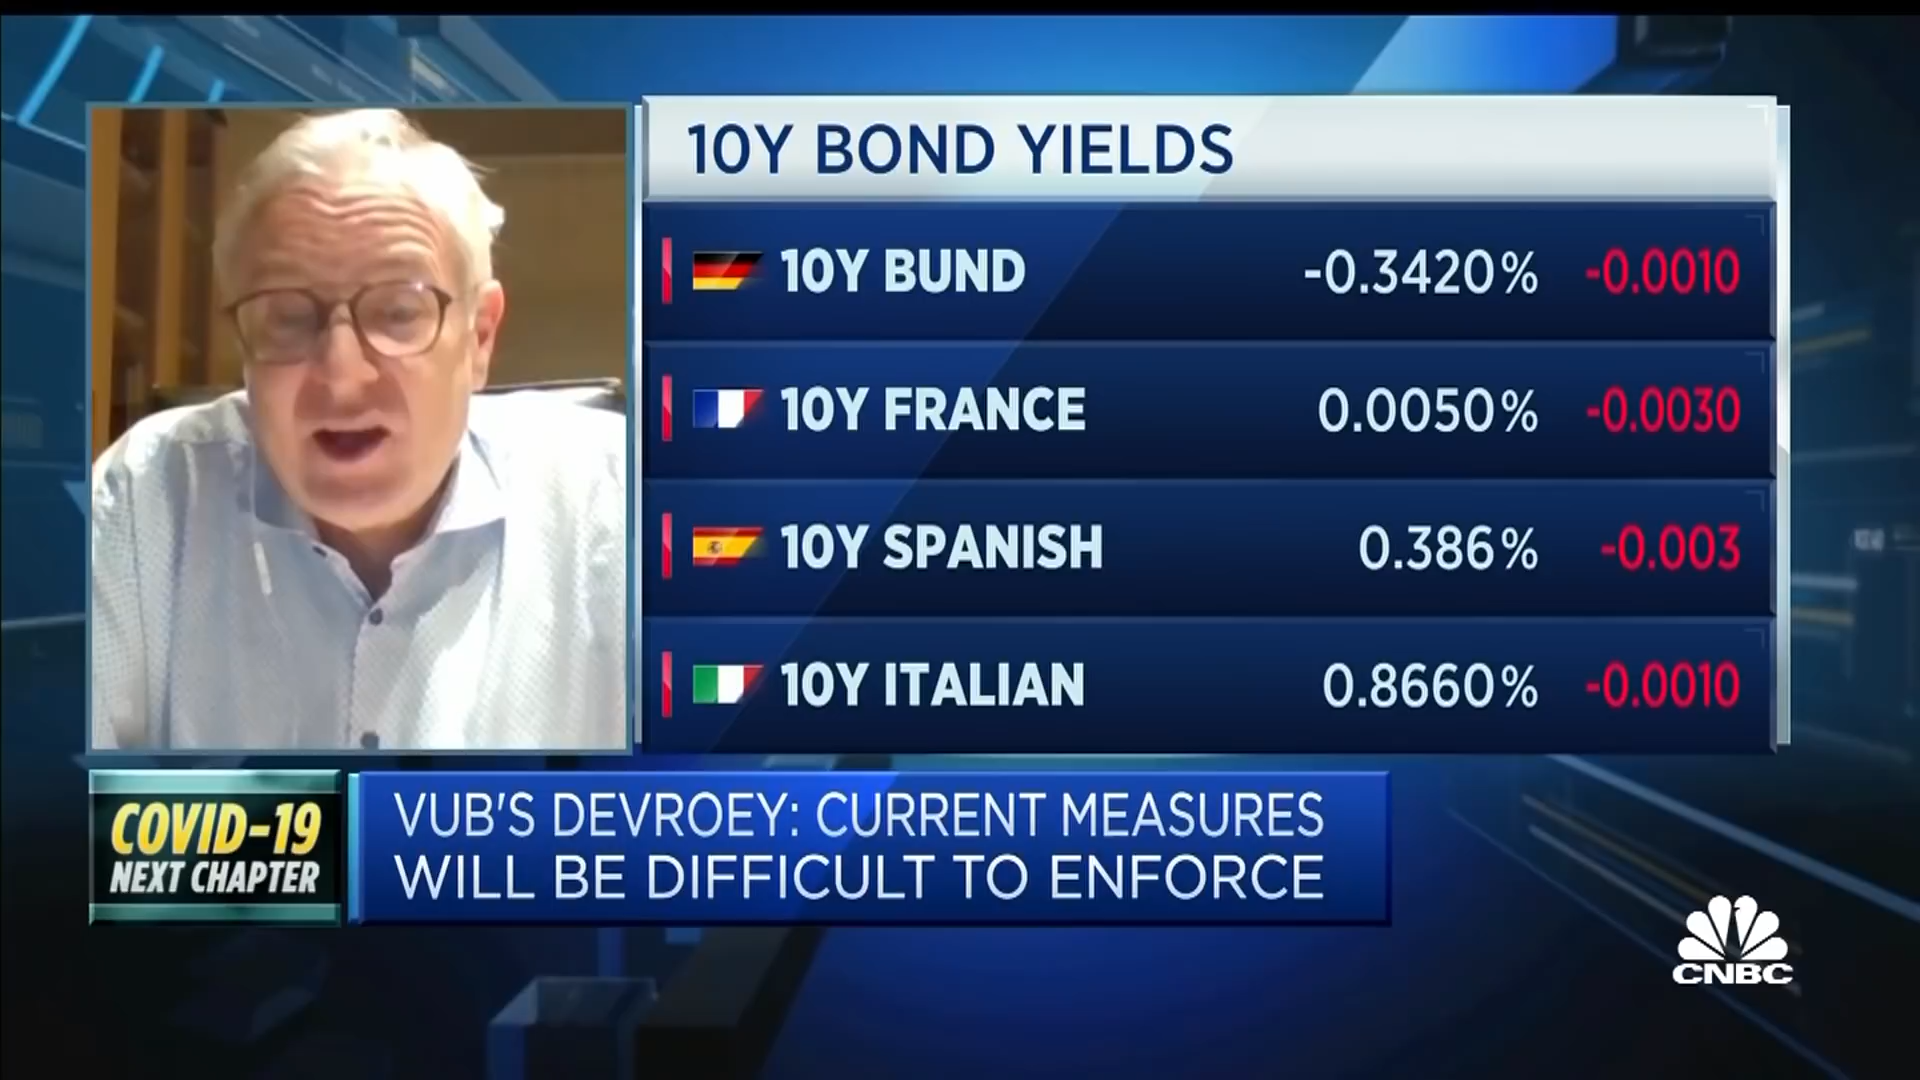 10Y BOND YIELDS
10Y BUND -0.3420% -0.0010
10Y FRANCE 0.0050% -0.0030
10Y SPANISH 0.386% -0.003
10Y ITALIAN 0.8660% -0.0010
COVID-19
NEXT CHAPTER
VUB'S DEVROEY: CURRENT MEASURES
WILL BE DIFFICULT TO ENFORCE
CNBC